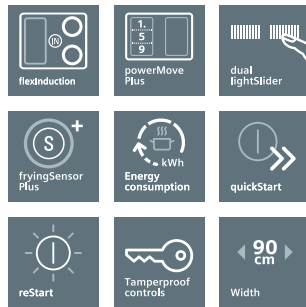 IN
flexInduction
1.
5
9
powerMove
Plus
dual
lightSlider
S
+
fryingSensor
Plus
kWh
Energy
consumption
quickStart
reStart
Tamperproof
controls
90
cm
Width